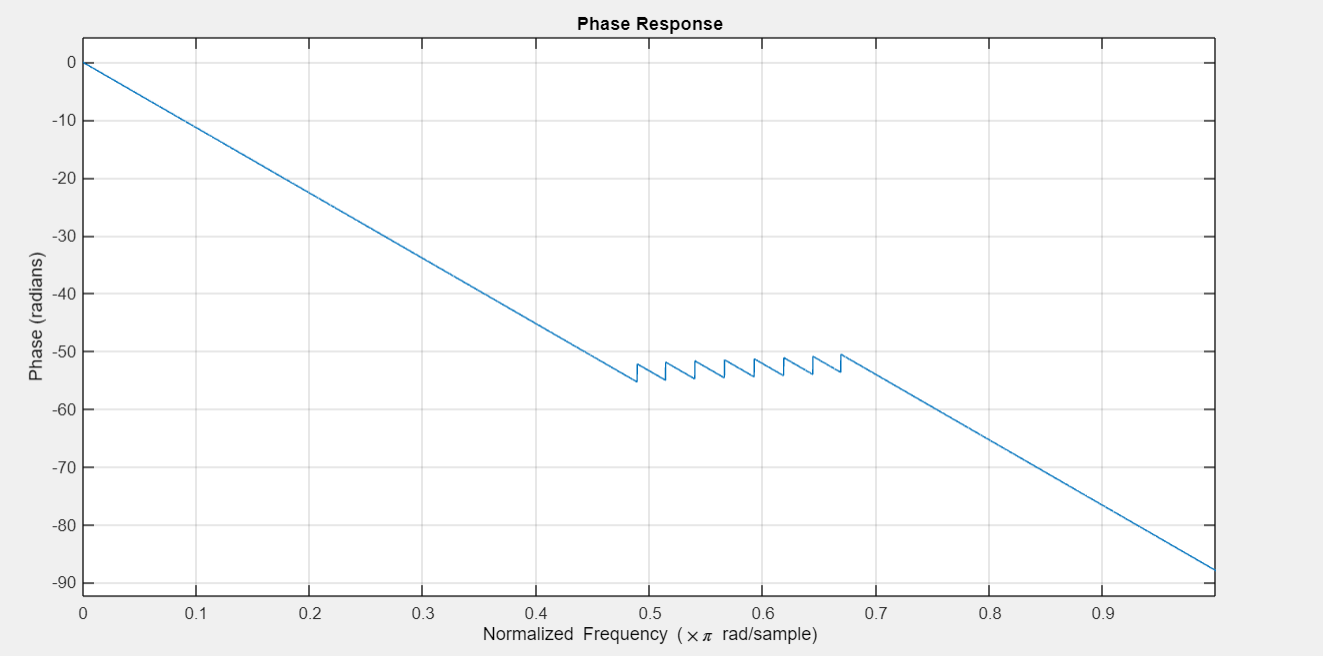 Phase Response
Phase (radians)
0
-10
-20
-30
-40
-50
-60
-70
-80
-90
0 0.1 0.2 0.3 0.4 0.5 0.6 0.7 0.8 0.9
Normalized Frequency (×π rad/sample)